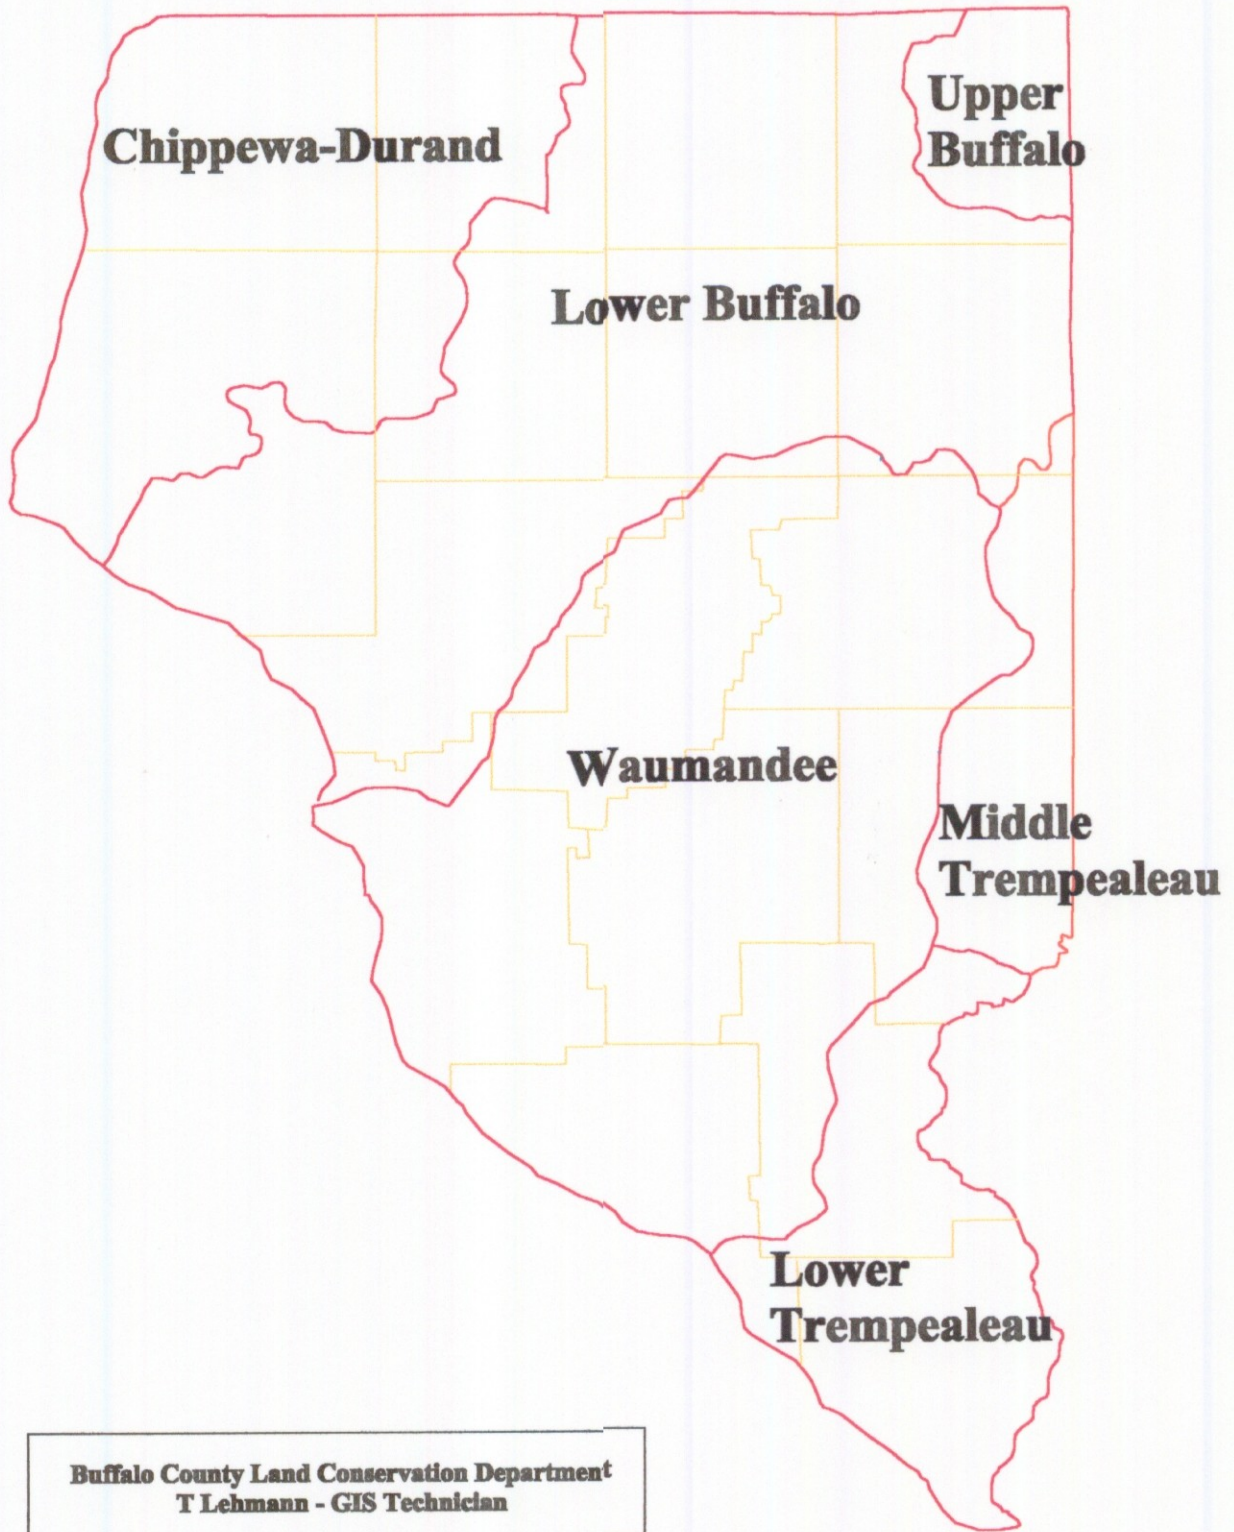 Chippewa-Durand
Upper
Buffalo
Lower Buffalo
Waumandee
Middle
Trempealeau
Lower
Trempealeau
Buffalo County Land Conservation Department
T Lehmann - GIS Technician